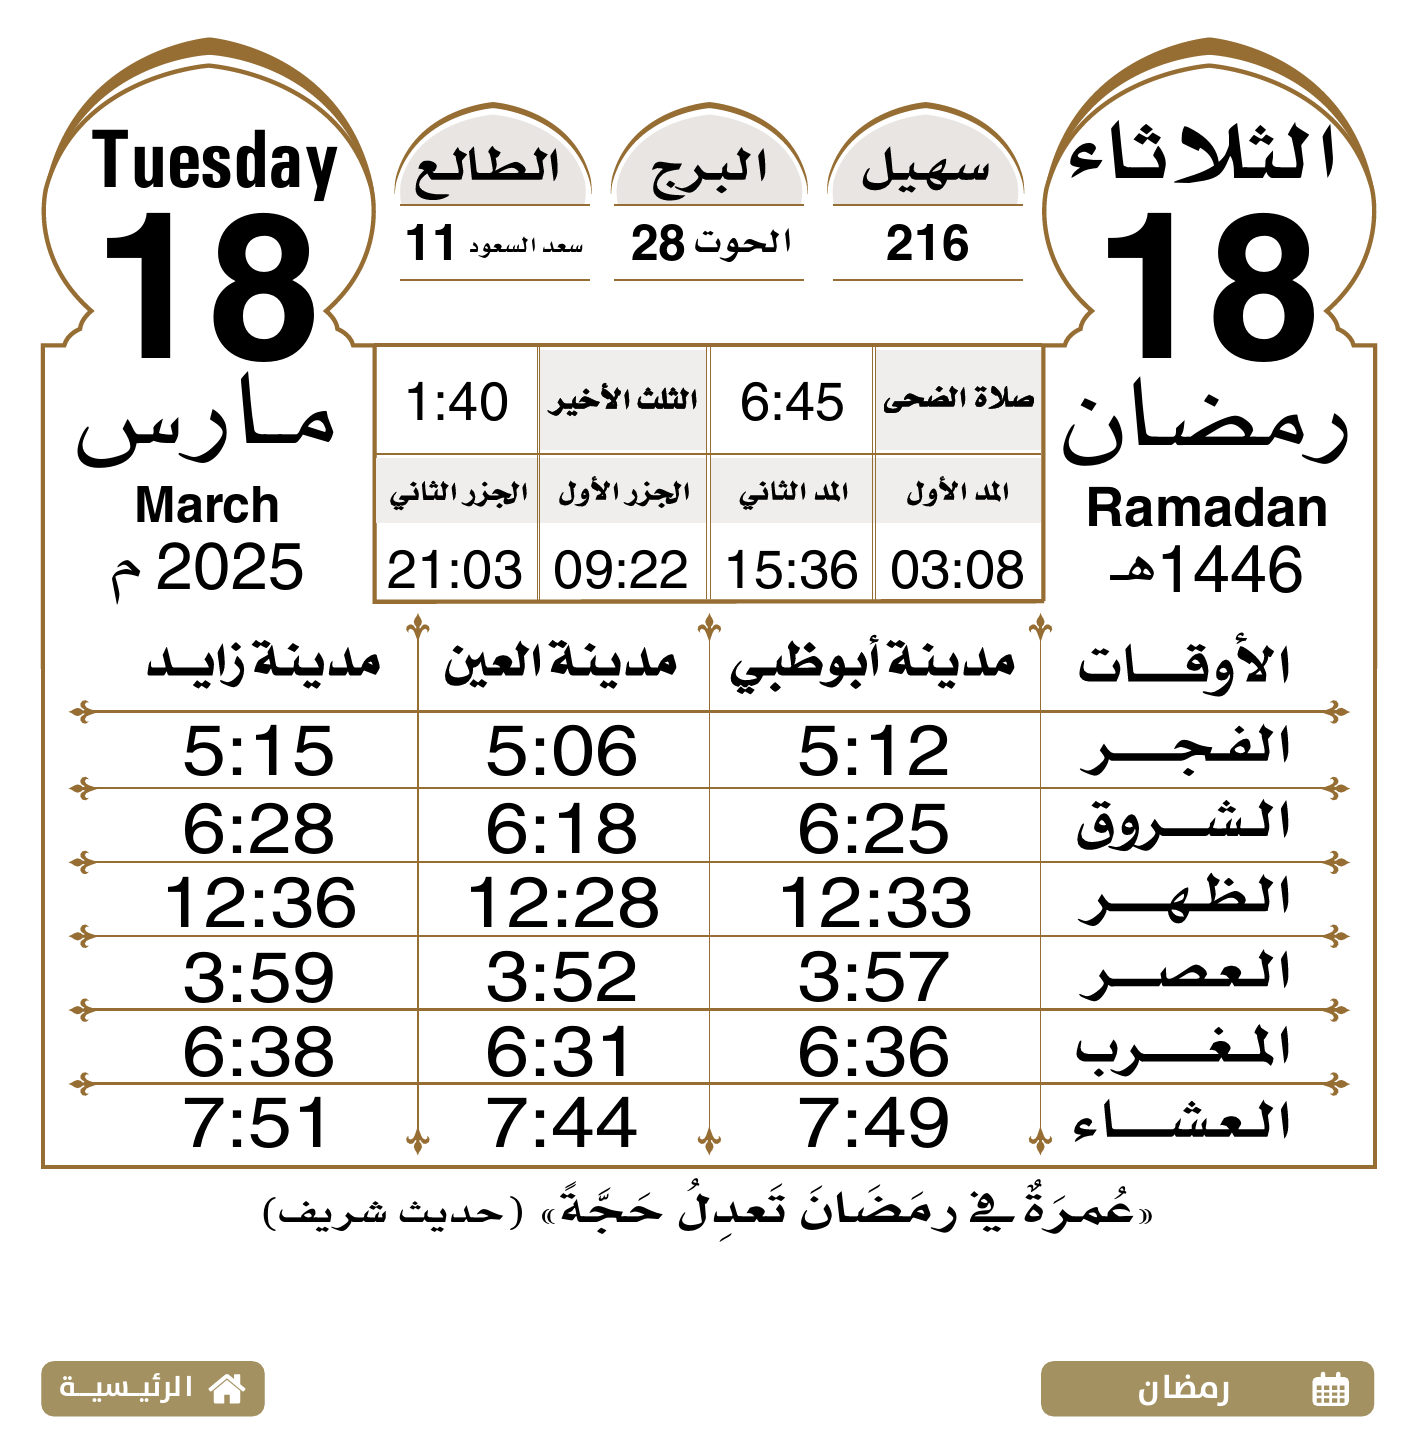 الثلاثاء
18
رمضان
Ramadan
1446هـ
سهيل
216
البرج
الحوت 28
الطالع
سعد السعود 11
Tuesday
18
مارس
March
2025 م
صلاة الضحى 6:45 الثلث الأخير 1:40
المد الأول المد الثاني الجزر الأول الجزر الثاني
03:08 15:36 09:22 21:03
الأوقات مدينة أبوظبي مدينة العين مدينة زايد
الفجر 5:12 5:06 5:15
الشروق 6:25 6:18 6:28
الظهر 12:33 12:28 12:36
العصر 3:57 3:52 3:59
المغرب 6:36 6:31 6:38
العشاء 7:49 7:44 7:51
«عُمرَةٌ في رمَضَانَ تَعدِلُ حَجَّةً» (حديث شريف)
رمضان
الرئيسية